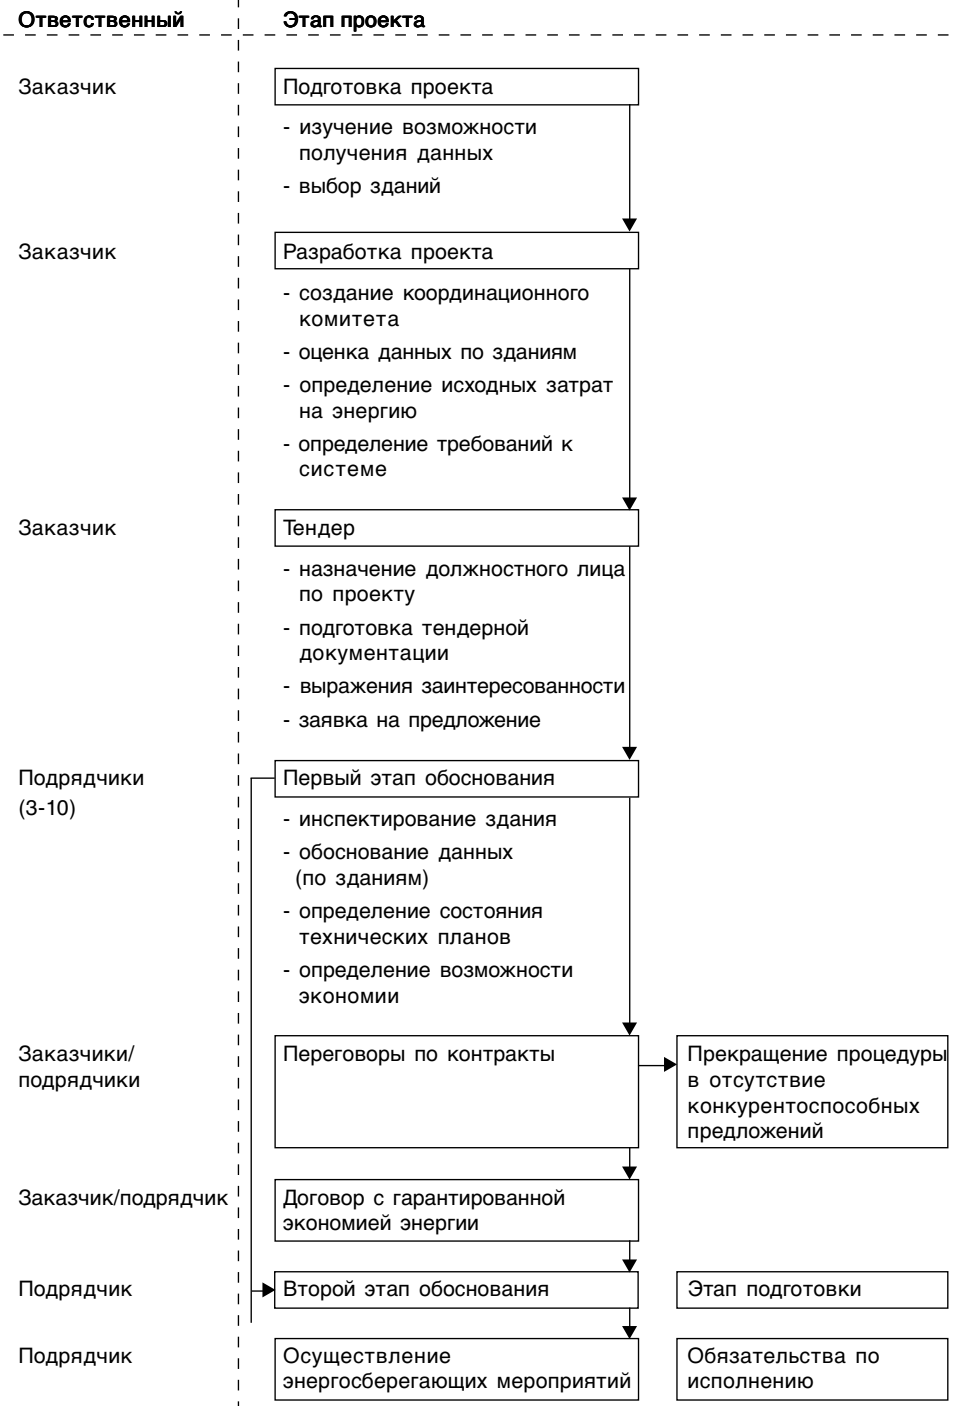 Ответственный Этап проекта
Заказчик Подготовка проекта
- изучение возможности
получения данных
- выбор зданий
Заказчик Разработка проекта
- создание координационного
комитета
- оценка данных по зданиям
- определение исходных затрат
на энергию
- определение требований к
системе
Заказчик Тендер
- назначение должностного лица
по проекту
- подготовка тендерной
документации
- выражения заинтересованности
- заявка на предложение
Подрядчики Первый этап обоснования
(3-10)
- инспектирование здания
- обоснование данных
(по зданиям)
- определение состояния
технических планов
- определение возможности
экономии
Заказчики/
подрядчики
Переговоры по контракты
Прекращение процедуры
в отсутствие
конкурентоспособных
предложений
Заказчик/подрядчик
Договор с гарантированной
экономией энергии
Подрядчик Второй этап обоснования Этап подготовки
Подрядчик
Осуществление
энергосберегающих мероприятий
Обязательства по
исполнению